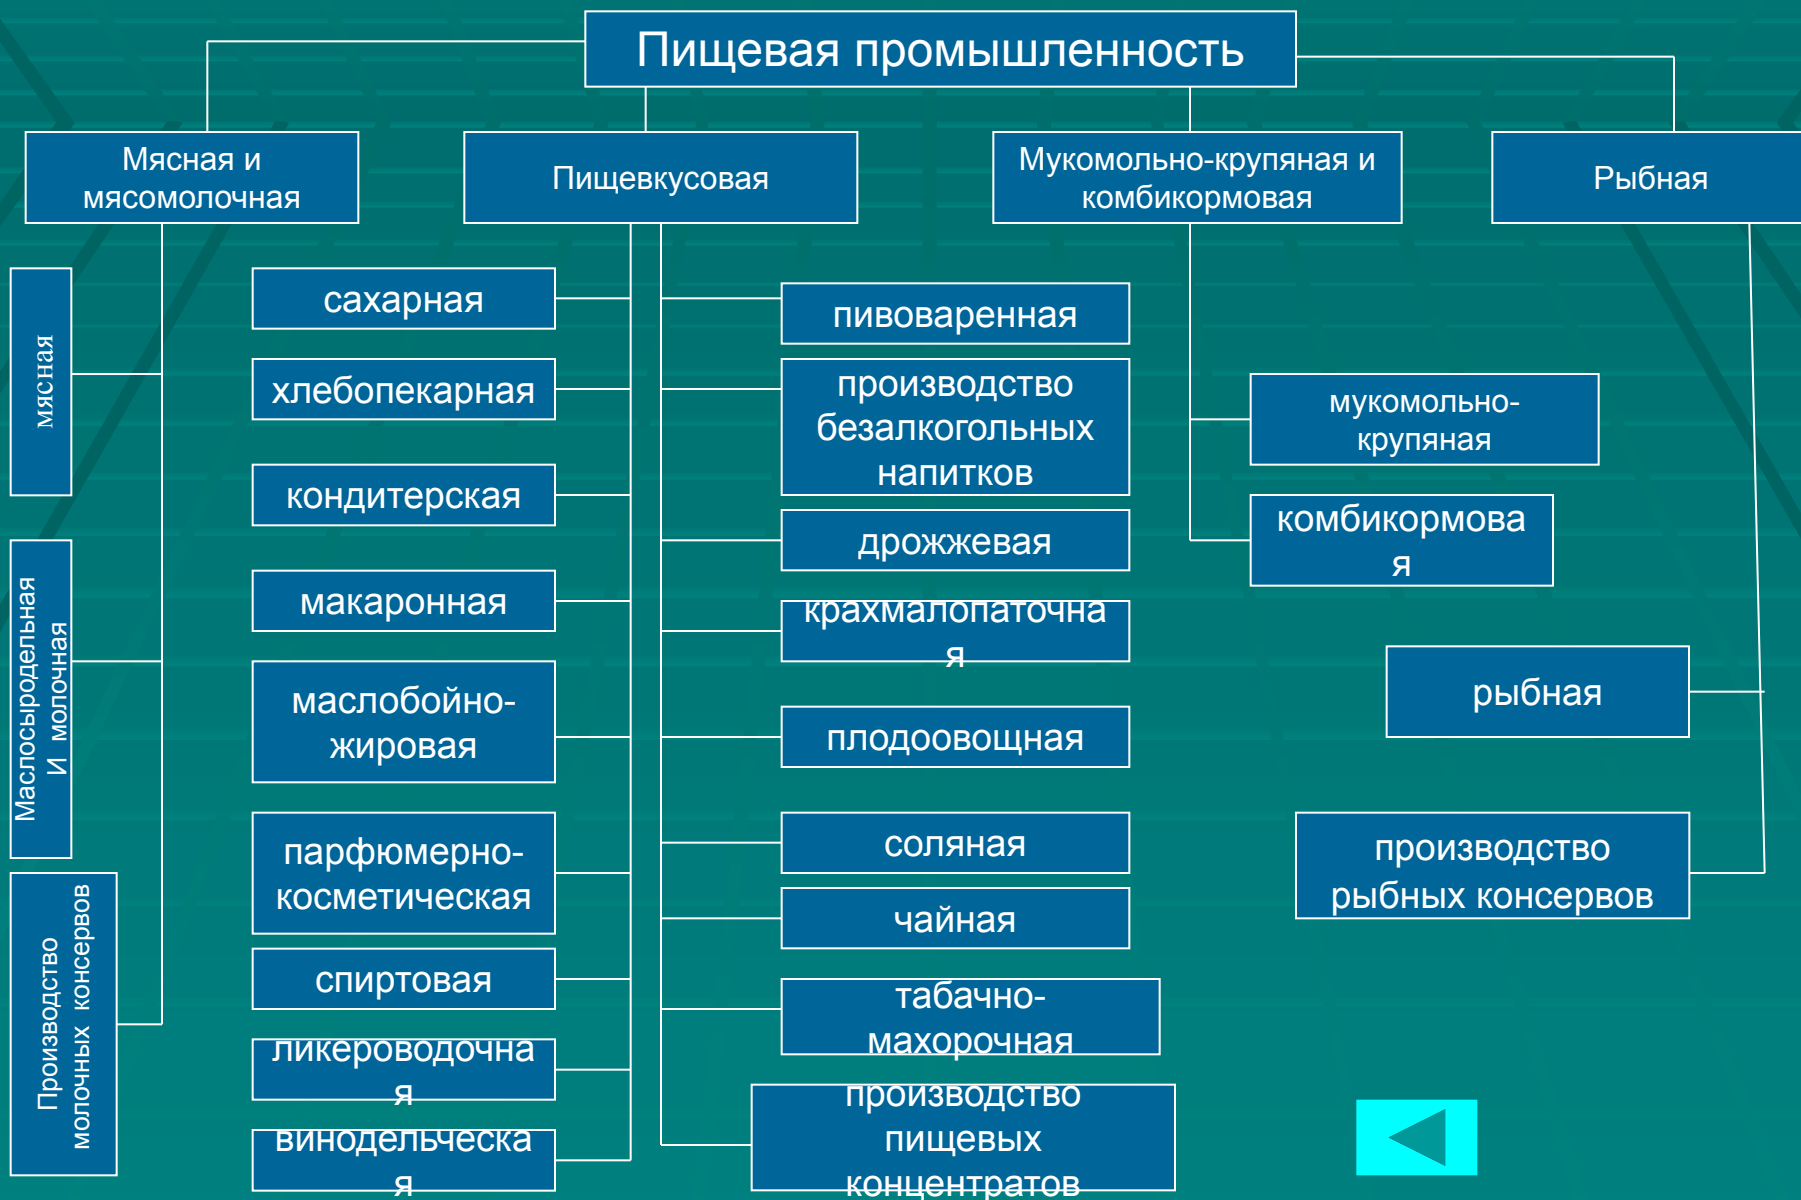 Пищевая промышленность
Мясная и
мясомолочная
Пищевкусовая
Мукомольно-крупяная и
комбикормовая
Рыбная
мясная
Маслосыродельная
И молочная
Производство
молочных консервов
сахарная
хлебопекарная
кондитерская
макаронная
маслобойно-
жировая
парфюмерно-
косметическая
спиртовая
ликероводочна
я
винодельческа
я
пивоваренная
производство
безалкогольных
напитков
дрожжевая
крахмалопаточна
я
плодоовощная
соляная
чайная
табачно-
махорочная
производство
пищевых
концентратов
мукомольно-
крупяная
комбикормова
я
рыбная
производство
рыбных консервов